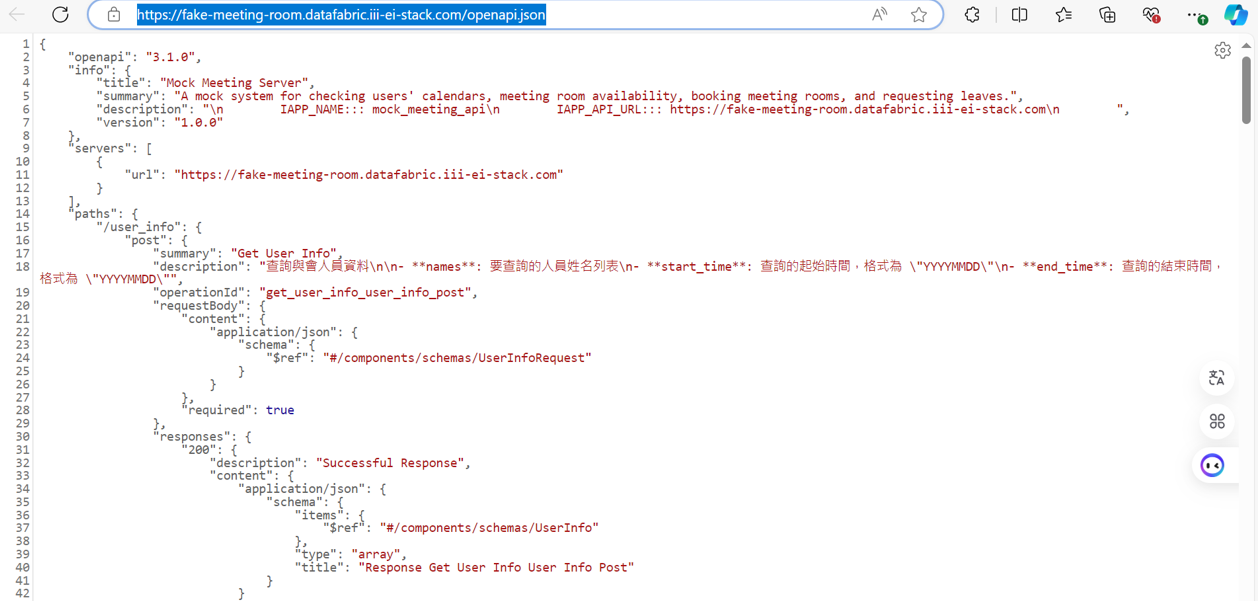 https://fake-meeting-room.datafabric.iii-ei-stack.com/openapi.json
1 {
2 "openapi": "3.1.0",
3 "info": {
4 "title": "Mock Meeting Server",
5 "summary": "A mock system for checking users' calendars, meeting room availability, booking meeting rooms, and requesting leaves.",
6 "description": "\n IAPP_NAME::: mock_meeting_api\n IAPP_API_URL::: https://fake-meeting-room.datafabric.iii-ei-stack.com\n ",
7 "version": "1.0.0"
8 },
9 "servers": [
10 {
11 "url": "https://fake-meeting-room.datafabric.iii-ei-stack.com"
12 }
13 ],
14 "paths": {
15 "/user_info": {
16 "post": {
17 "summary": "Get User Info",
18 "description": "查詢與會人員資料\n\n- **names**: 要查詢的人員姓名列表\n- **start_time**: 查詢的起始時間，格式為 \"YYYYMMDD\"\n- **end_time**: 查詢的結束時間，
格式為 \"YYYYMMDD\"",
19 "operationId": "get_user_info_user_info_post",
20 "requestBody": {
21 "content": {
22 "application/json": {
23 "schema": {
24 "$ref": "#/components/schemas/UserInfoRequest"
25 }
26 }
27 },
28 "required": true
29 },
30 "responses": {
31 "200": {
32 "description": "Successful Response",
33 "content": {
34 "application/json": {
35 "schema": {
36 "items": {
37 "$ref": "#/components/schemas/UserInfo"
38 },
39 "type": "array",
40 "title": "Response Get User Info User Info Post"
41 }
42 }